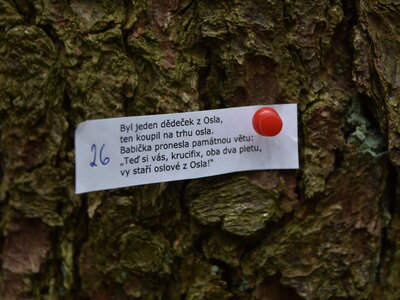 26
Byl jeden dědeček z Osla,
ten koupil na trhu osla.
Babička pronesla památnou větu:
„Teď si vás, krucifix, oba dva pletu,
vy staří oslové z Osla!“